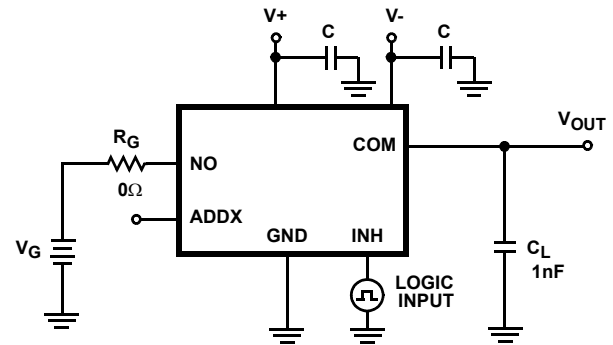 V+
C
V-
C
RG
0Ω
NO
COM
VOUT
ADDX
VG
GND
INH
LOGIC
INPUT
CL
1nF